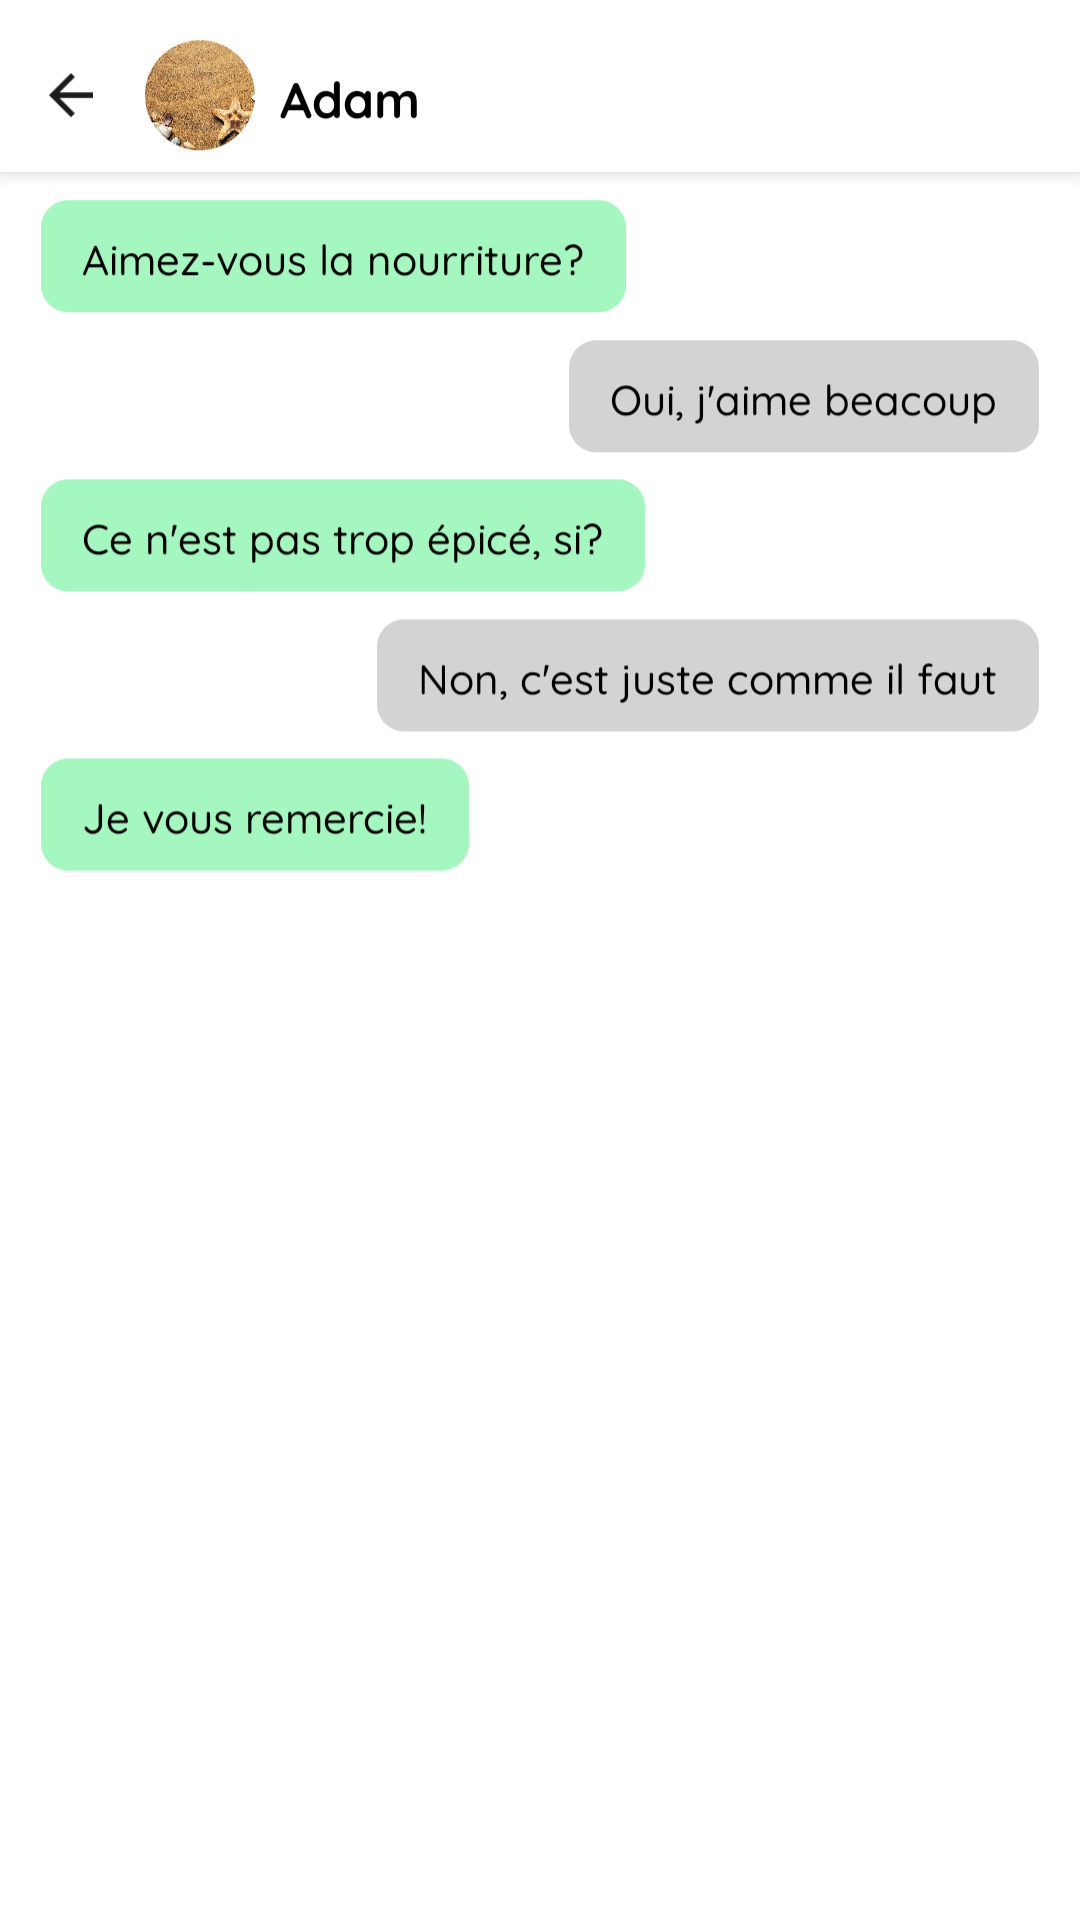 Adam
Aimez-vous la nourriture?
Oui, j'aime beacoup
Ce n'est pas trop épicé, si?
Non, c'est juste comme il faut
Je vous remercie!